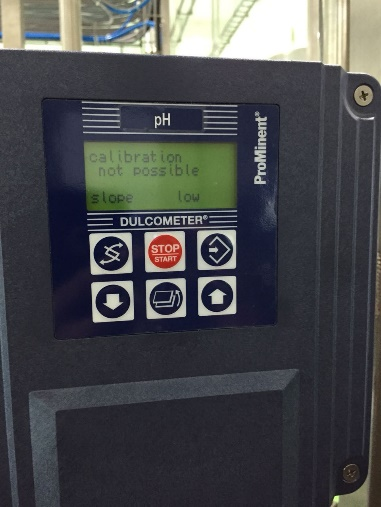 pH
calibration
not possible
slope low
ProMinent®
DULCOMETER®
STOP
START